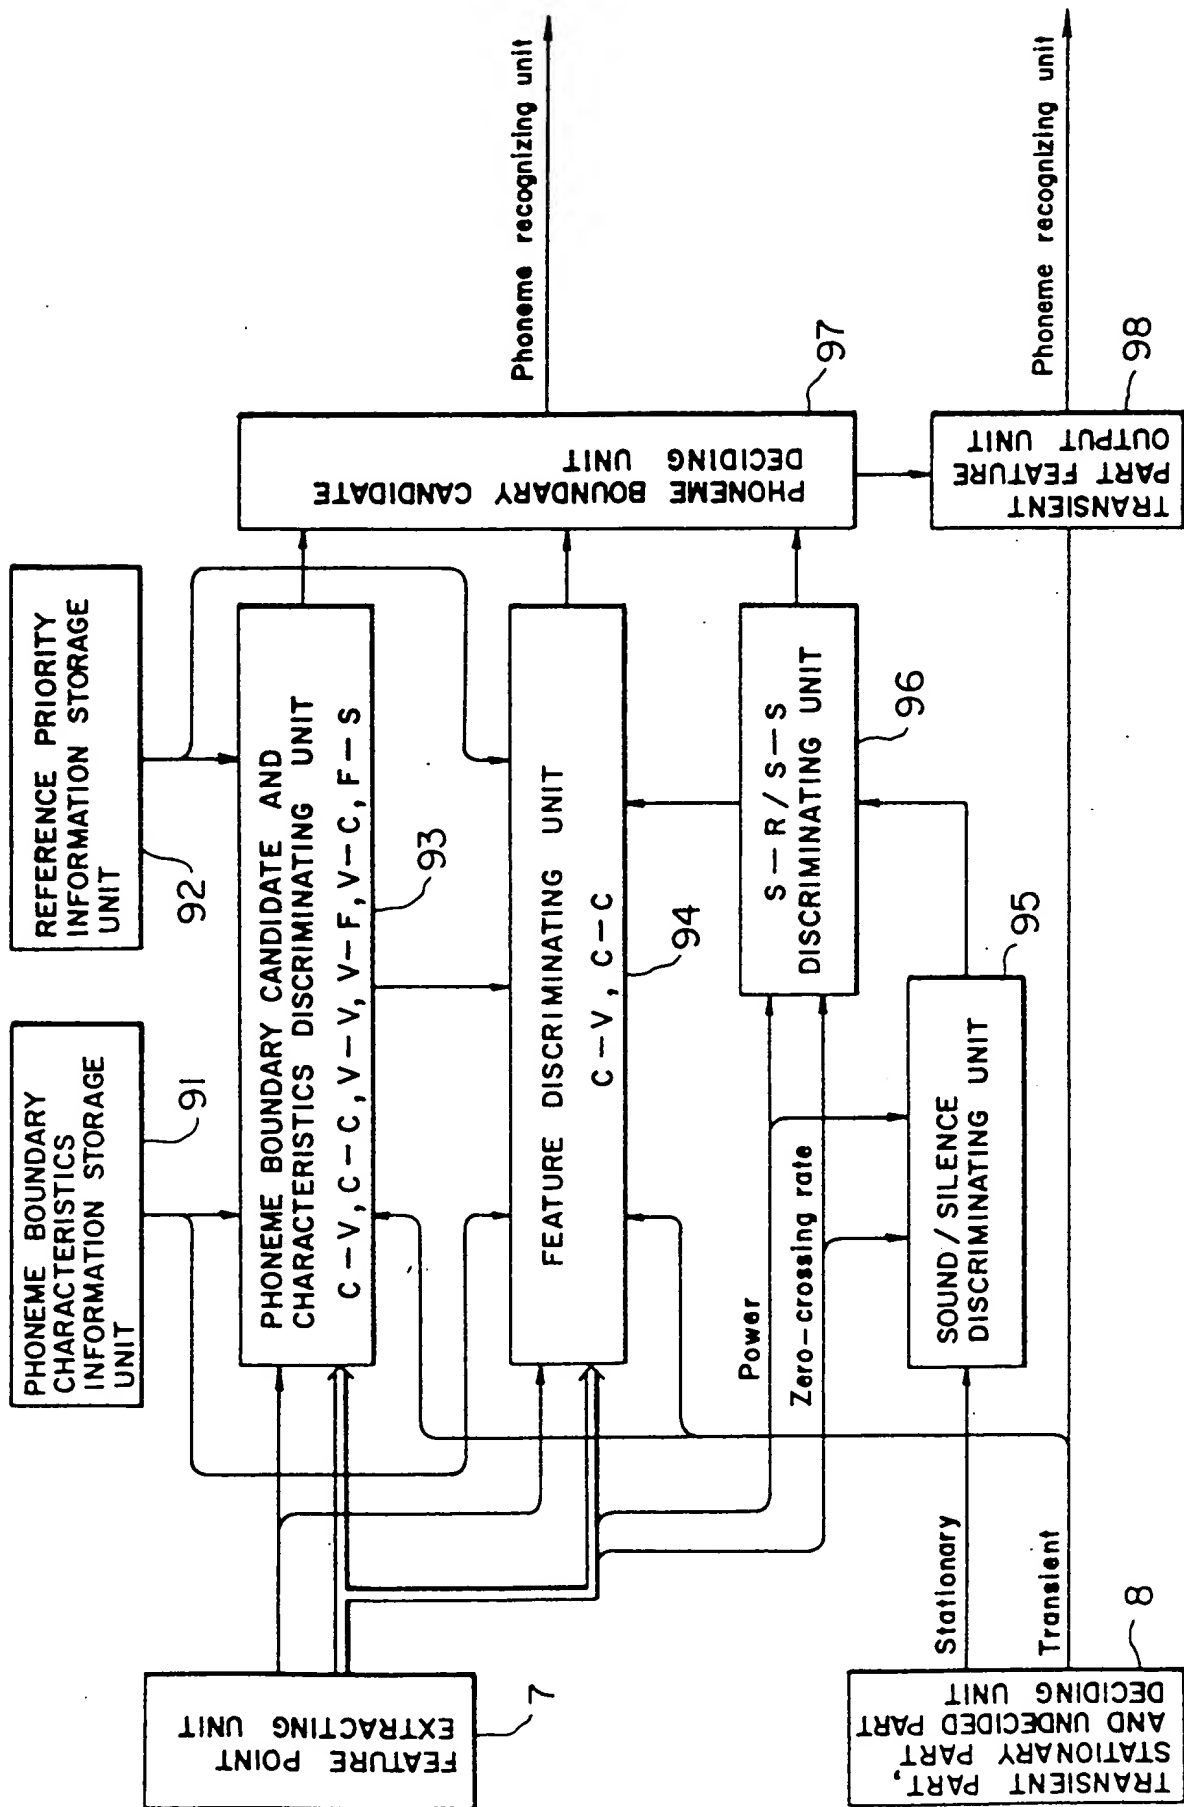 PHONEME BOUNDARY
CHARACTERISTICS
INFORMATION STORAGE
UNIT
91
REFERENCE PRIORITY
INFORMATION STORAGE
UNIT
92
FEATURE POINT
EXTRACTING UNIT
7
PHONEME BOUNDARY CANDIDATE AND
CHARACTERISTICS DISCRIMINATING UNIT
C-V, C-C, V-V, V-F, V-C, F-S
93
FEATURE DISCRIMINATING UNIT
C-V, C-C
94
Power
Zero-crossing rate
S-R/S-S
DISCRIMINATING UNIT
96
SOUND/SILENCE
DISCRIMINATING UNIT
95
TRANSIENT PART,
STATIONARY PART
AND UNDECIDED PART
DECIDING UNIT
8
Stationary
Transient
PHONEME BOUNDARY CANDIDATE
DECIDING UNIT
97
Phoneme recognizing unit
TRANSIENT
PART FEATURE
OUTPUT UNIT
98
Phoneme recognizing unit